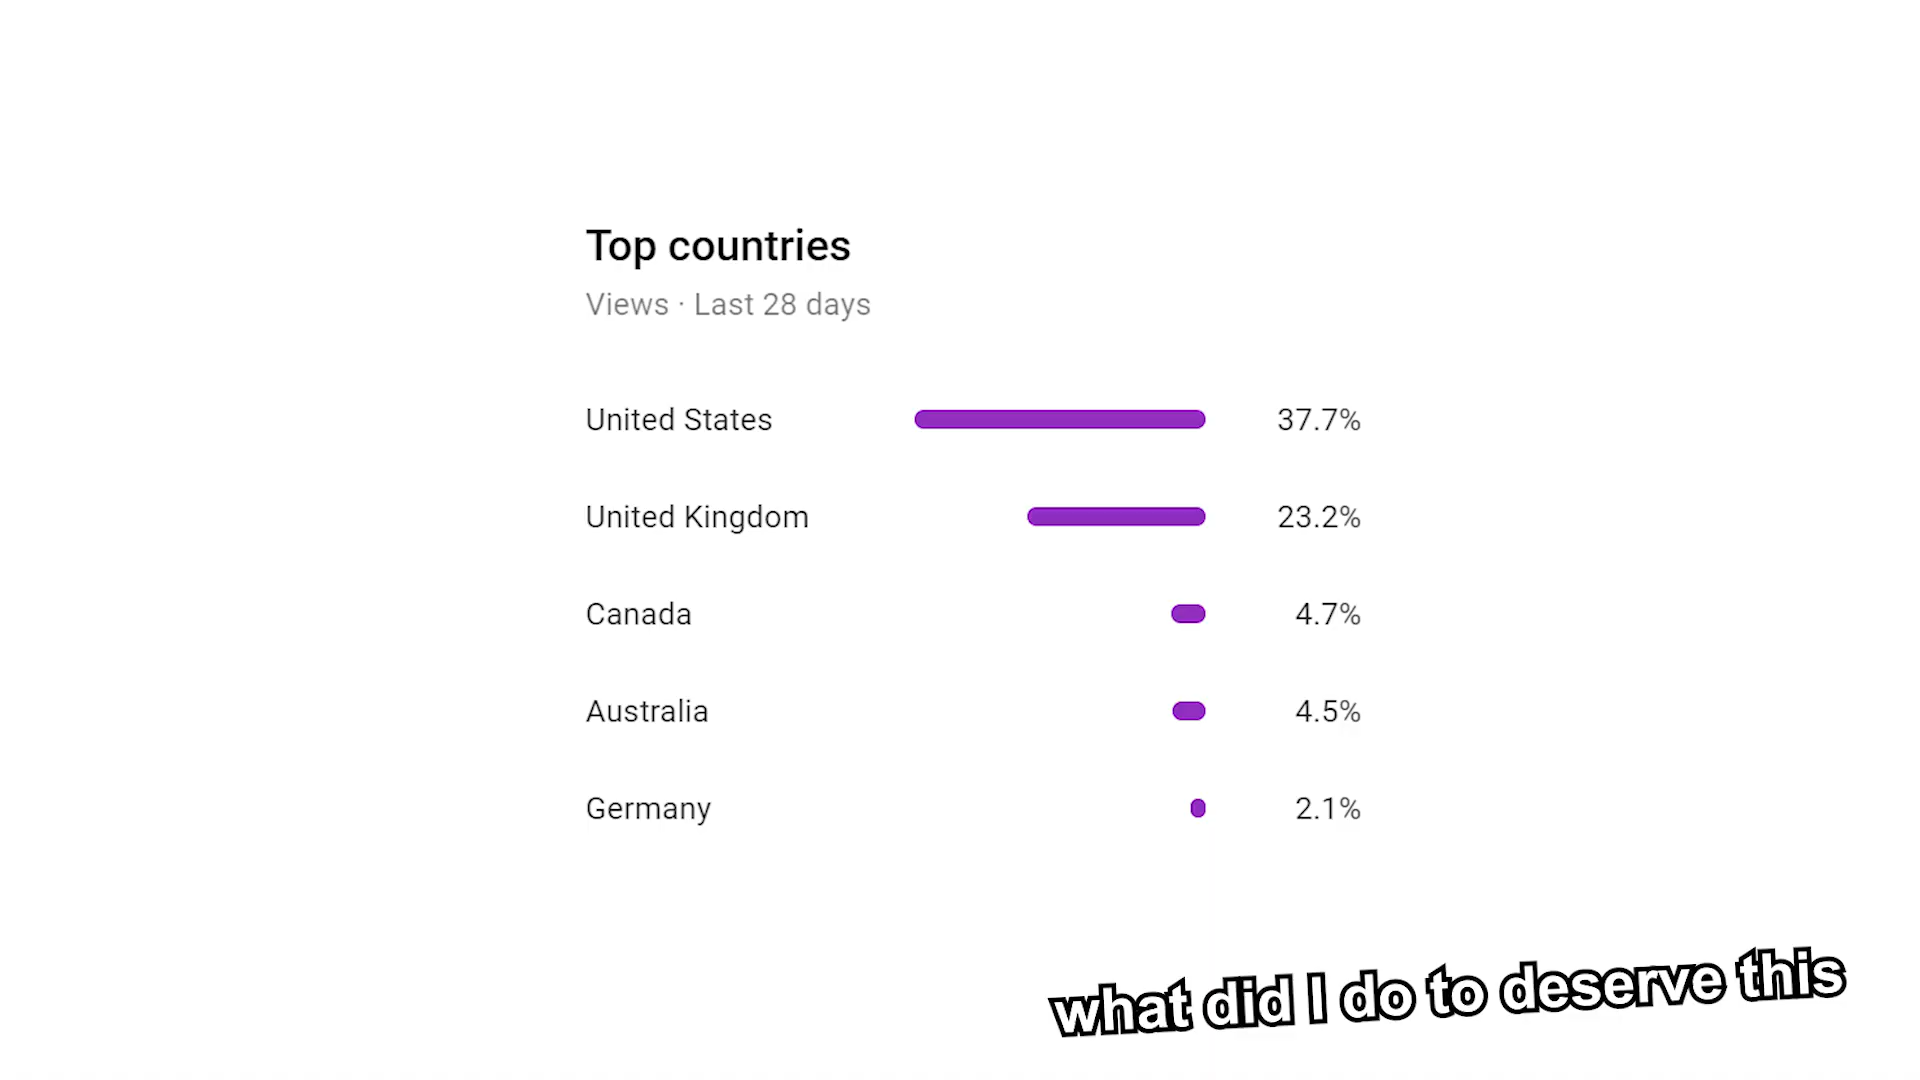 Top countries
Views · Last 28 days
United States 37.7%
United Kingdom 23.2%
Canada 4.7%
Australia 4.5%
Germany 2.1%
what did I do to deserve this